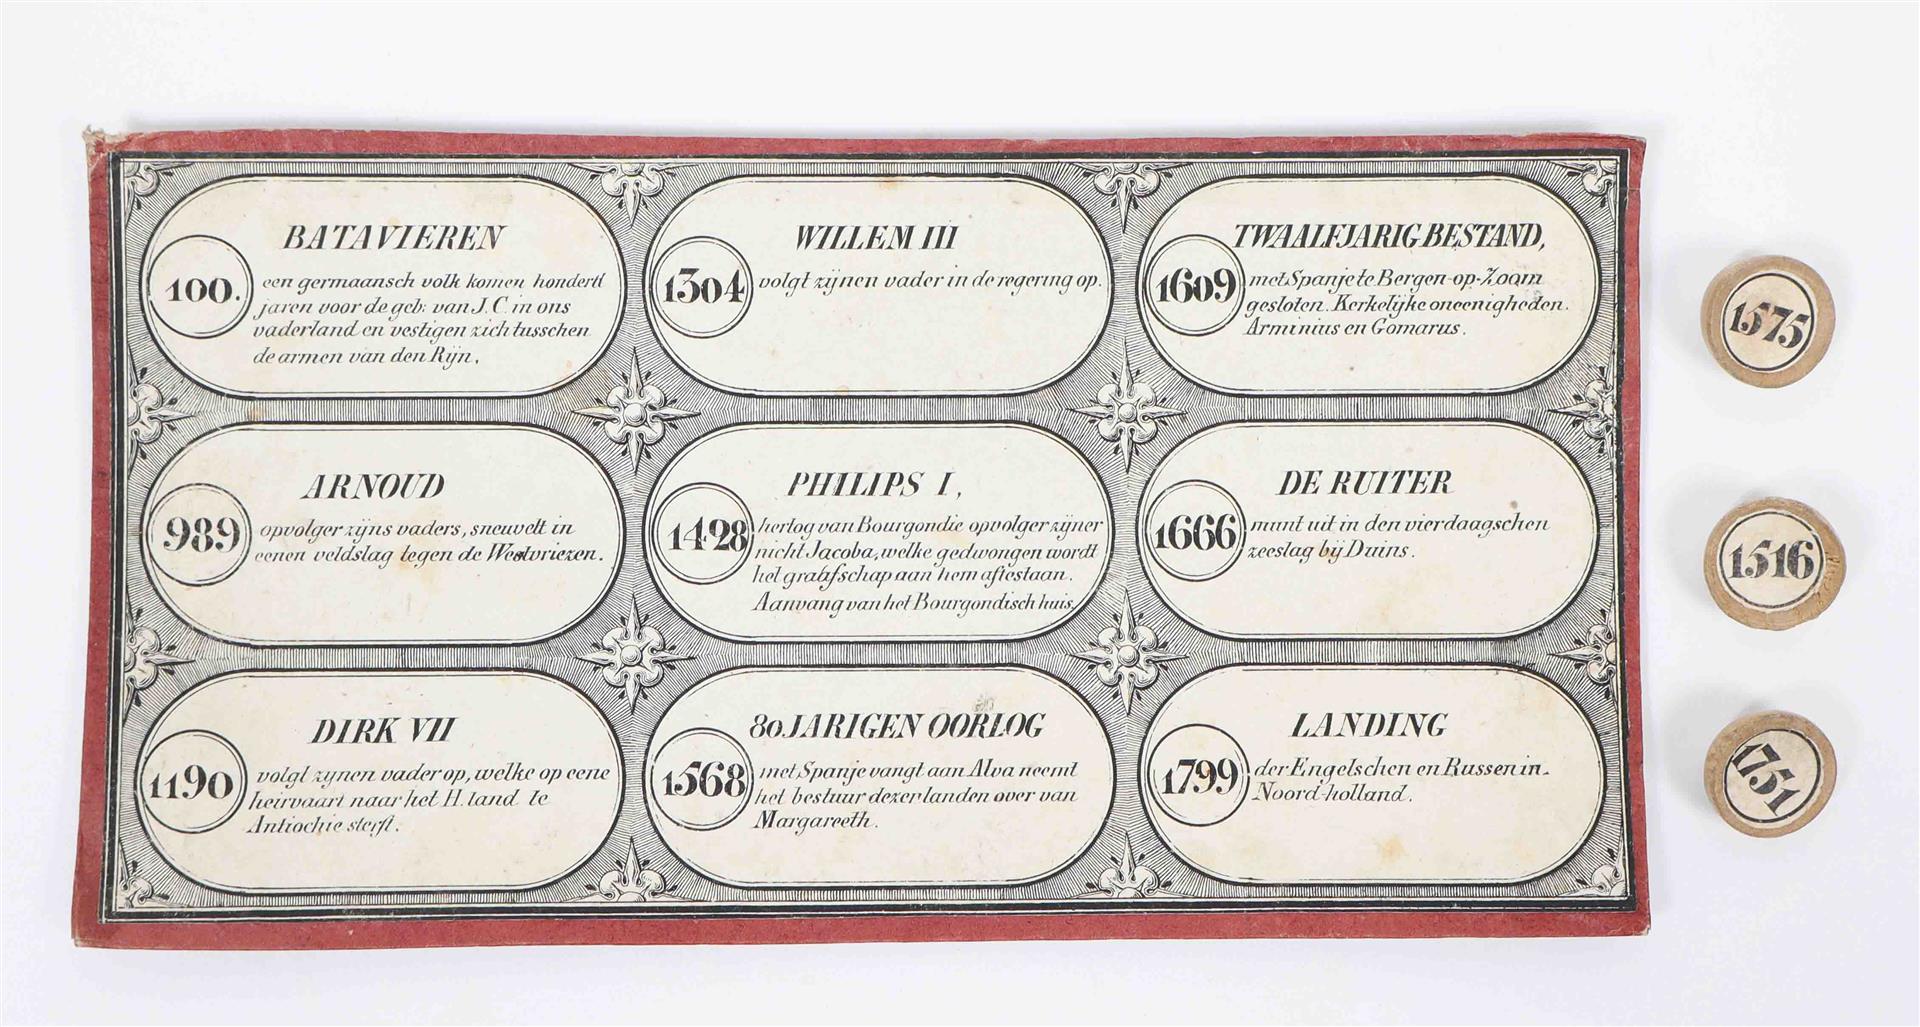 BATAVIEREN
100.
een germaansch volk komen honderd
jaren voor de geb: van J.C. in ons
vaderland en vestigen zich tusschen
de armen van den Rijn.
WILLEM III
1304
volgt zijnen vader in de regering op.
TWAALFJARIG BESTAND,
1609
met Spanje te Bergen-op-Zoom
gesloten. Kerkelijke oneenigheden.
Arminius en Gomarus.
ARNOUD
989
opvolger zijns vaders, sneuvelt in
eenen veldslag tegen de Westvriezen.
PHILIPS I,
1428
hertog van Bourgondie opvolger zijner
nicht Jacoba, welke gedwongen wordt
het graafschap aan hem aftestaan.
Aanvang van het Bourgondisch huis.
DE RUITER
1666
munt uit in den vierdaagschen
zeeslag bij Duins.
DIRK VII
1190
volgt zynen vader op, welke op eene
heirvaart naar het H. land te
Antiochie sterft.
80 JARIGEN OORLOG
1568
met Spanje vangt aan Alva neemt
het bestuur dezer landen over van
Margareeth.
LANDING
1799
der Engelschen en Russen in
Noord-holland.
1575
1516
1751